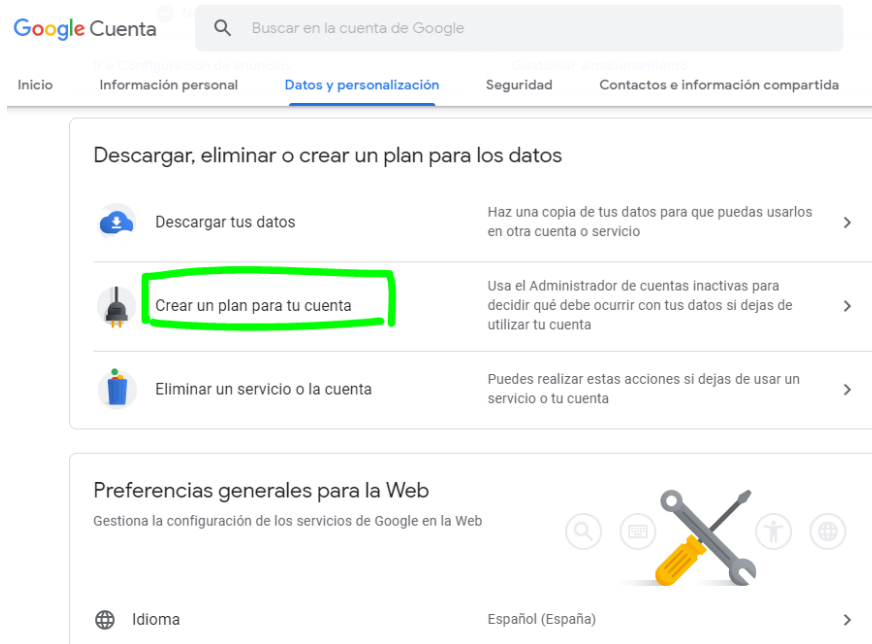 Google Cuenta
Buscar en la cuenta de Google
Inicio Información personal Datos y personalización Seguridad Contactos e información compartida
Descargar, eliminar o crear un plan para los datos
Descargar tus datos
Haz una copia de tus datos para que puedas usarlos
en otra cuenta o servicio
Crear un plan para tu cuenta
Usa el Administrador de cuentas inactivas para
decidir qué debe ocurrir con tus datos si dejas de
utilizar tu cuenta
Eliminar un servicio o la cuenta
Puedes realizar estas acciones si dejas de usar un
servicio o tu cuenta
Preferencias generales para la Web
Gestiona la configuración de los servicios de Google en la Web
Idioma
Español (España)